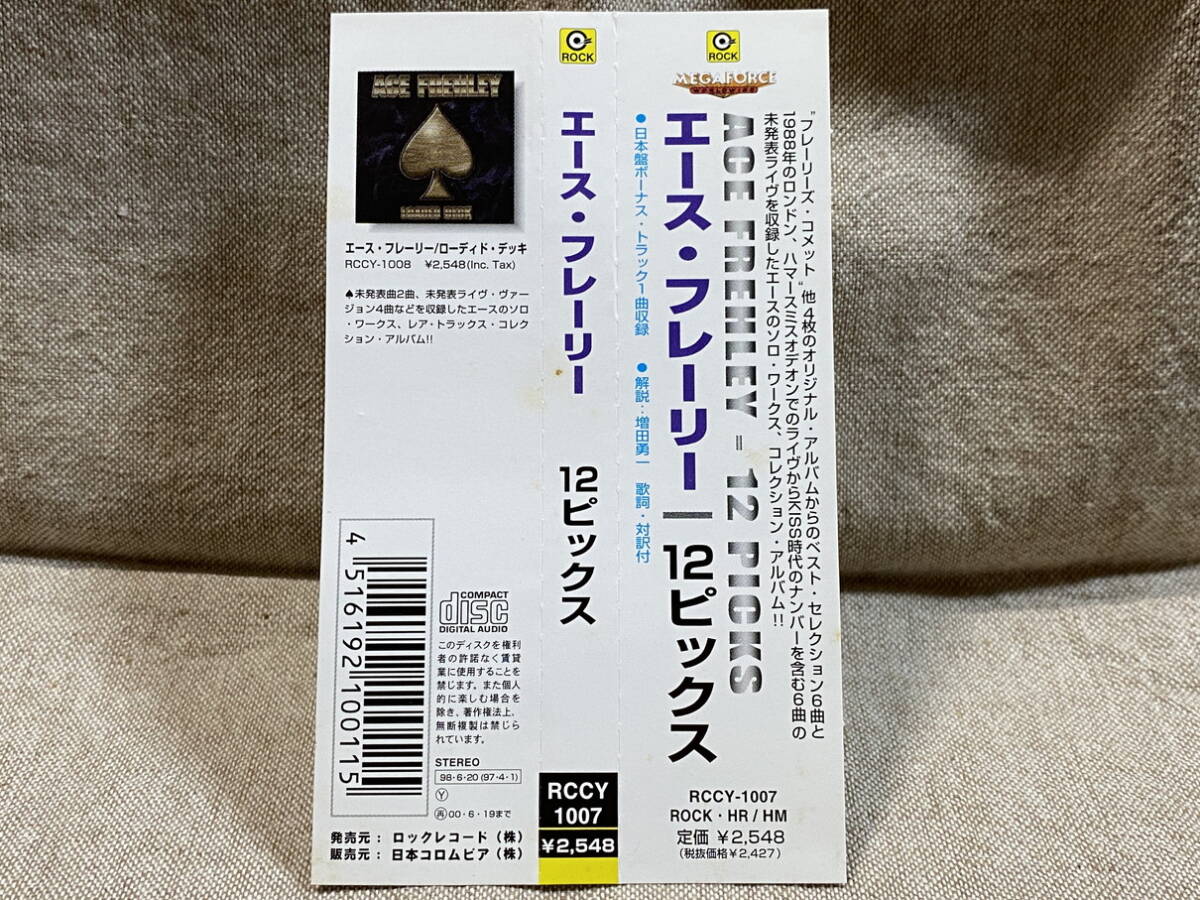 ROCK
MEGAFORCE
WORLDWIDE
"フレーリーズ・コメット"他4枚のオリジナル・アルバムからのベスト・セレクション6曲と
1988年のロンドン、ハマースミスオデオンでのライヴからKISS時代のナンバーを含む6曲の
未発表ライヴを収録したエースのソロ・ワークス、コレクション・アルバム!!
ACE FREHLEY = 12 PICKS
エース・フレーリー|12ピックス
●日本盤ボーナス・トラック1曲収録 ●解説:増田勇一 歌詞・対訳付
RCCY-1007
ROCK・HR/HM
定価 ¥2,548
(税抜価格¥2,427)
ROCK
エース・フレーリー 12ピックス
RCCY
1007
¥2,548
ACE FREHLEY
LOADED DECK
エース・フレーリー/ローディド・デッキ
RCCY-1008 ¥2,548(Inc. Tax)
♠未発表曲2曲、未発表ライヴ・ヴァー
ジョン4曲などを収録したエースのソロ
・ワークス、レア・トラックス・コレク
ション・アルバム!!
4 516192 100115
COMPACT
disc
DIGITAL AUDIO
このディスクを権利
者の許諾なく賃貸
業に使用することを
禁じます。また個人
的に楽しむ場合を
除き、著作権法上、
無断複製は禁じら
れています。
STEREO
98・6・20(97・4・1)
Ⓨ
㊣00・6・19まで
発売元: ロックレコード(株)
販売元: 日本コロムビア(株)